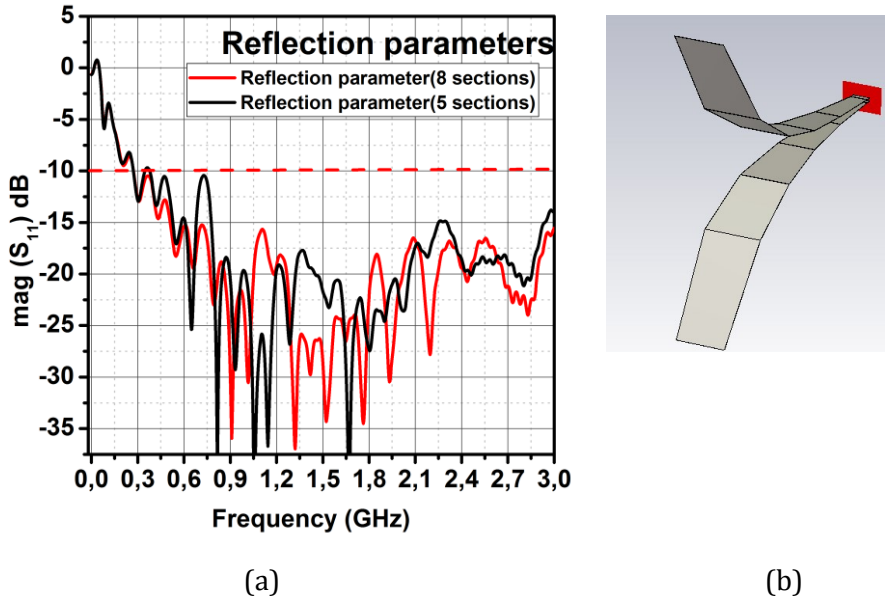 Reflection parameters
Reflection parameter(8 sections)
Reflection parameter(5 sections)
mag (S_11) dB
5
0
-5
-10
-15
-20
-25
-30
-35
0,0 0,3 0,6 0,9 1,2 1,5 1,8 2,1 2,4 2,7 3,0
Frequency (GHz)
(a) (b)